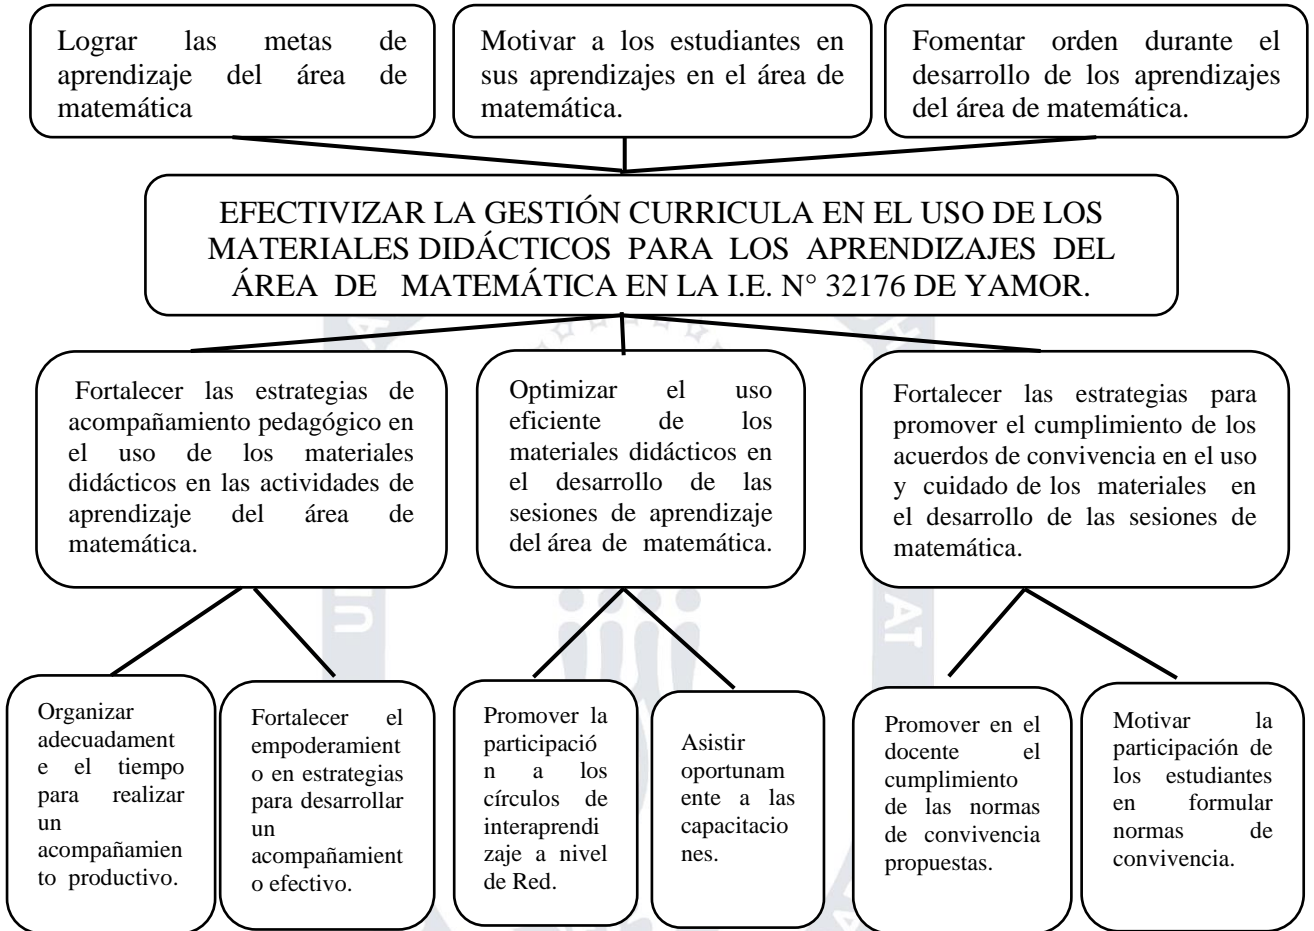 Lograr las metas de
aprendizaje del área de
matemática
Motivar a los estudiantes en
sus aprendizajes en el área de
matemática.
Fomentar orden durante el
desarrollo de los aprendizajes
del área de matemática.
EFECTIVIZAR LA GESTIÓN CURRICULA EN EL USO DE LOS
MATERIALES DIDÁCTICOS PARA LOS APRENDIZAJES DEL
ÁREA DE MATEMÁTICA EN LA I.E. N° 32176 DE YAMOR.
Fortalecer las estrategias de
acompañamiento pedagógico en
el uso de los materiales
didácticos en las actividades de
aprendizaje del área de
matemática.
Optimizar el uso
eficiente de los
materiales didácticos en
el desarrollo de las
sesiones de aprendizaje
del área de matemática.
Fortalecer las estrategias para
promover el cumplimiento de los
acuerdos de convivencia en el uso
y cuidado de los materiales en
el desarrollo de las sesiones de
matemática.
Organizar
adecuadament
e el tiempo
para realizar
un
acompañamien
to productivo.
Fortalecer el
empoderamient
o en estrategias
para desarrollar
un
acompañamient
o efectivo.
Promover la
participació
n a los
círculos de
interaprendi
zaje a nivel
de Red.
Asistir
oportunam
ente a las
capacitacio
nes.
Promover en el
docente el
cumplimiento
de las normas
de convivencia
propuestas.
Motivar la
participación de
los estudiantes
en formular
normas de
convivencia.